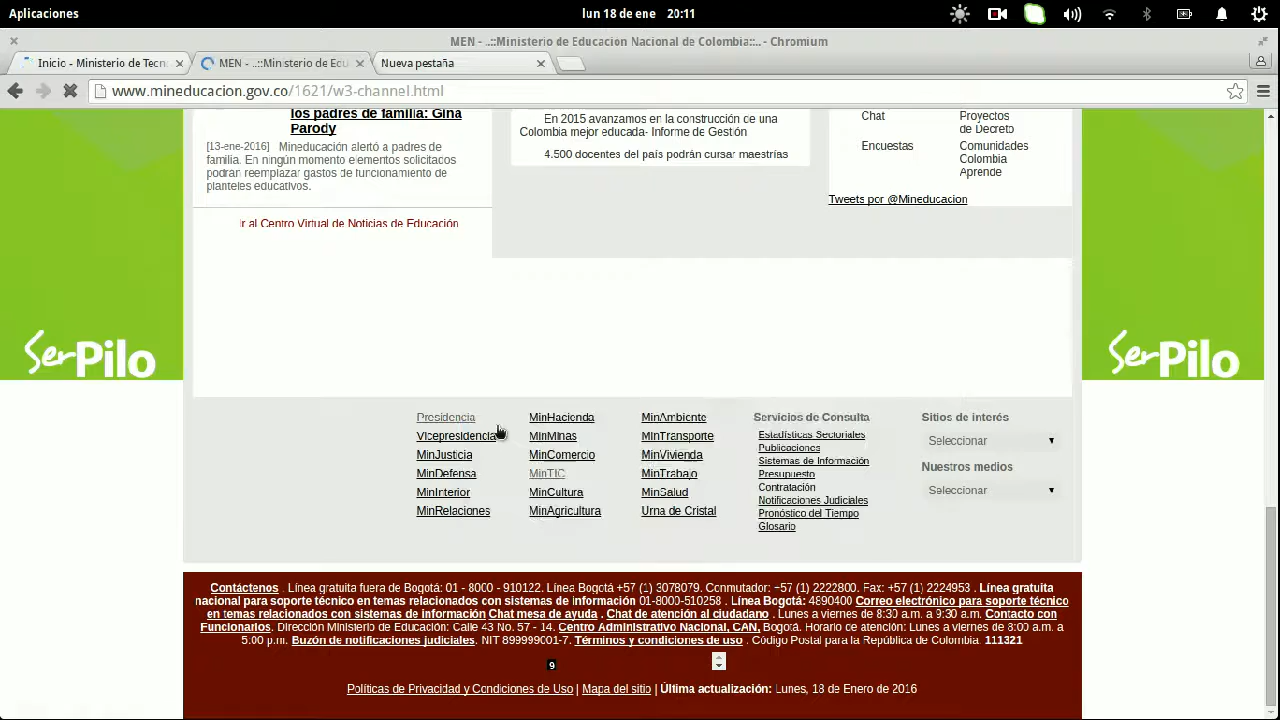 Aplicaciones
lun 18 de ene 20:11
MEN - ..::Ministerio de Educación Nacional de Colombia::.. - Chromium
Inicio - Ministerio de Tecn
MEN - ..::Ministerio de Edu
Nueva pestaña
www.mineducacion.gov.co/1621/w3-channel.html
los padres de familia: Gina
Parody
[13-ene-2016] Mineducación alertó a padres de
familia. En ningún momento elementos solicitados
podrán reemplazar gastos de funcionamiento de
planteles educativos.
Ir al Centro Virtual de Noticias de Educación
En 2015 avanzamos en la construcción de una
Colombia mejor educada- Informe de Gestión
4.500 docentes del país podrán cursar maestrías
Chat
Encuestas
Proyectos
de Decreto
Comunidades
Colombia
Aprende
Tweets por @Mineducacion
Ser Pilo
Ser Pilo
Presidencia
Vicepresidencia
MinJusticia
MinDefensa
MinInterior
MinRelaciones
MinHacienda
MinMinas
MinComercio
MinTIC
MinCultura
MinAgricultura
MinAmbiente
MinTransporte
MinVivienda
MinTrabajo
MinSalud
Urna de Cristal
Servicios de Consulta
Estadísticas Sectoriales
Publicaciones
Sistemas de Información
Presupuesto
Contratación
Notificaciones Judiciales
Pronóstico del Tiempo
Glosario
Sitios de interés
Seleccionar
Nuestros medios
Seleccionar
Contáctenos . Línea gratuita fuera de Bogotá: 01 - 8000 - 910122. Línea Bogotá +57 (1) 3078079. Conmutador: +57 (1) 2222800. Fax: +57 (1) 2224953 . Línea gratuita
nacional para soporte técnico en temas relacionados con sistemas de información 01-8000-510258 . Línea Bogotá: 4890400 Correo electrónico para soporte técnico
en temas relacionados con sistemas de información Chat mesa de ayuda . Chat de atención al ciudadano . Lunes a viernes de 8:30 a.m. a 9:30 a.m. Contacto con
Funcionarios. Dirección Ministerio de Educación: Calle 43 No. 57 - 14. Centro Administrativo Nacional, CAN, Bogotá. Horario de atención: Lunes a viernes de 8:00 a.m. a
5:00 p.m. Buzón de notificaciones judiciales. NIT 899999001-7. Términos y condiciones de uso . Código Postal para la República de Colombia: 111321
9
Políticas de Privacidad y Condiciones de Uso | Mapa del sitio | Última actualización: Lunes, 18 de Enero de 2016